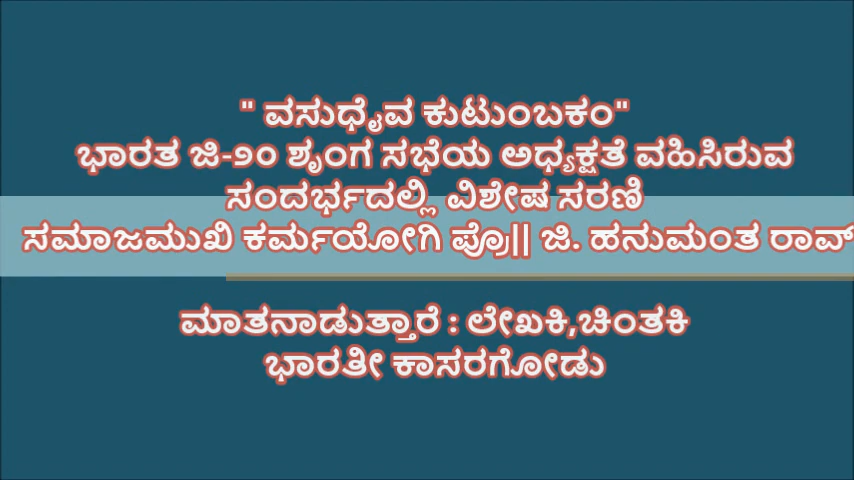 " ವಸುಧೈವ ಕುಟುಂಬಕಂ"
ಭಾರತ ಜಿ-೨೦ ಶೃಂಗ ಸಭೆಯ ಅಧ್ಯಕ್ಷತೆ ವಹಿಸಿರುವ
ಸಂದರ್ಭದಲ್ಲಿ ವಿಶೇಷ ಸರಣಿ
ಸಮಾಜಮುಖಿ ಕರ್ಮಯೋಗಿ ಪ್ರೊ|| ಜಿ. ಹನುಮಂತ ರಾವ್
ಮಾತನಾಡುತ್ತಾರೆ : ಲೇಖಕಿ,ಚಿಂತಕಿ
ಭಾರತೀ ಕಾಸರಗೋಡು